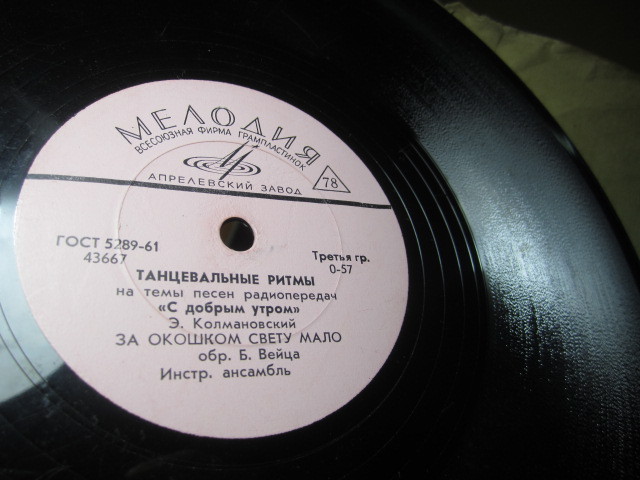 МЕЛОДИЯ
ВСЕСОЮЗНАЯ ФИРМА ГРАМПЛАСТИНОК
АПРЕЛЕВСКИЙ ЗАВОД
78
ГОСТ 5289-61
43667
Третья гр.
0-57
ТАНЦЕВАЛЬНЫЕ РИТМЫ
на темы песен радиопередач
«С добрым утром»
Э. Колмановский
ЗА ОКОШКОМ СВЕТУ МАЛО
обр. Б. Вейца
Инстр. ансамбль